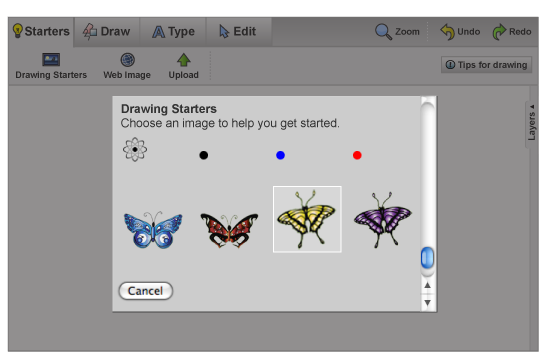 Starters Draw Type Edit Zoom Undo Redo
Drawing Starters Web Image Upload Tips for drawing
Layers
Drawing Starters
Choose an image to help you get started.
Cancel